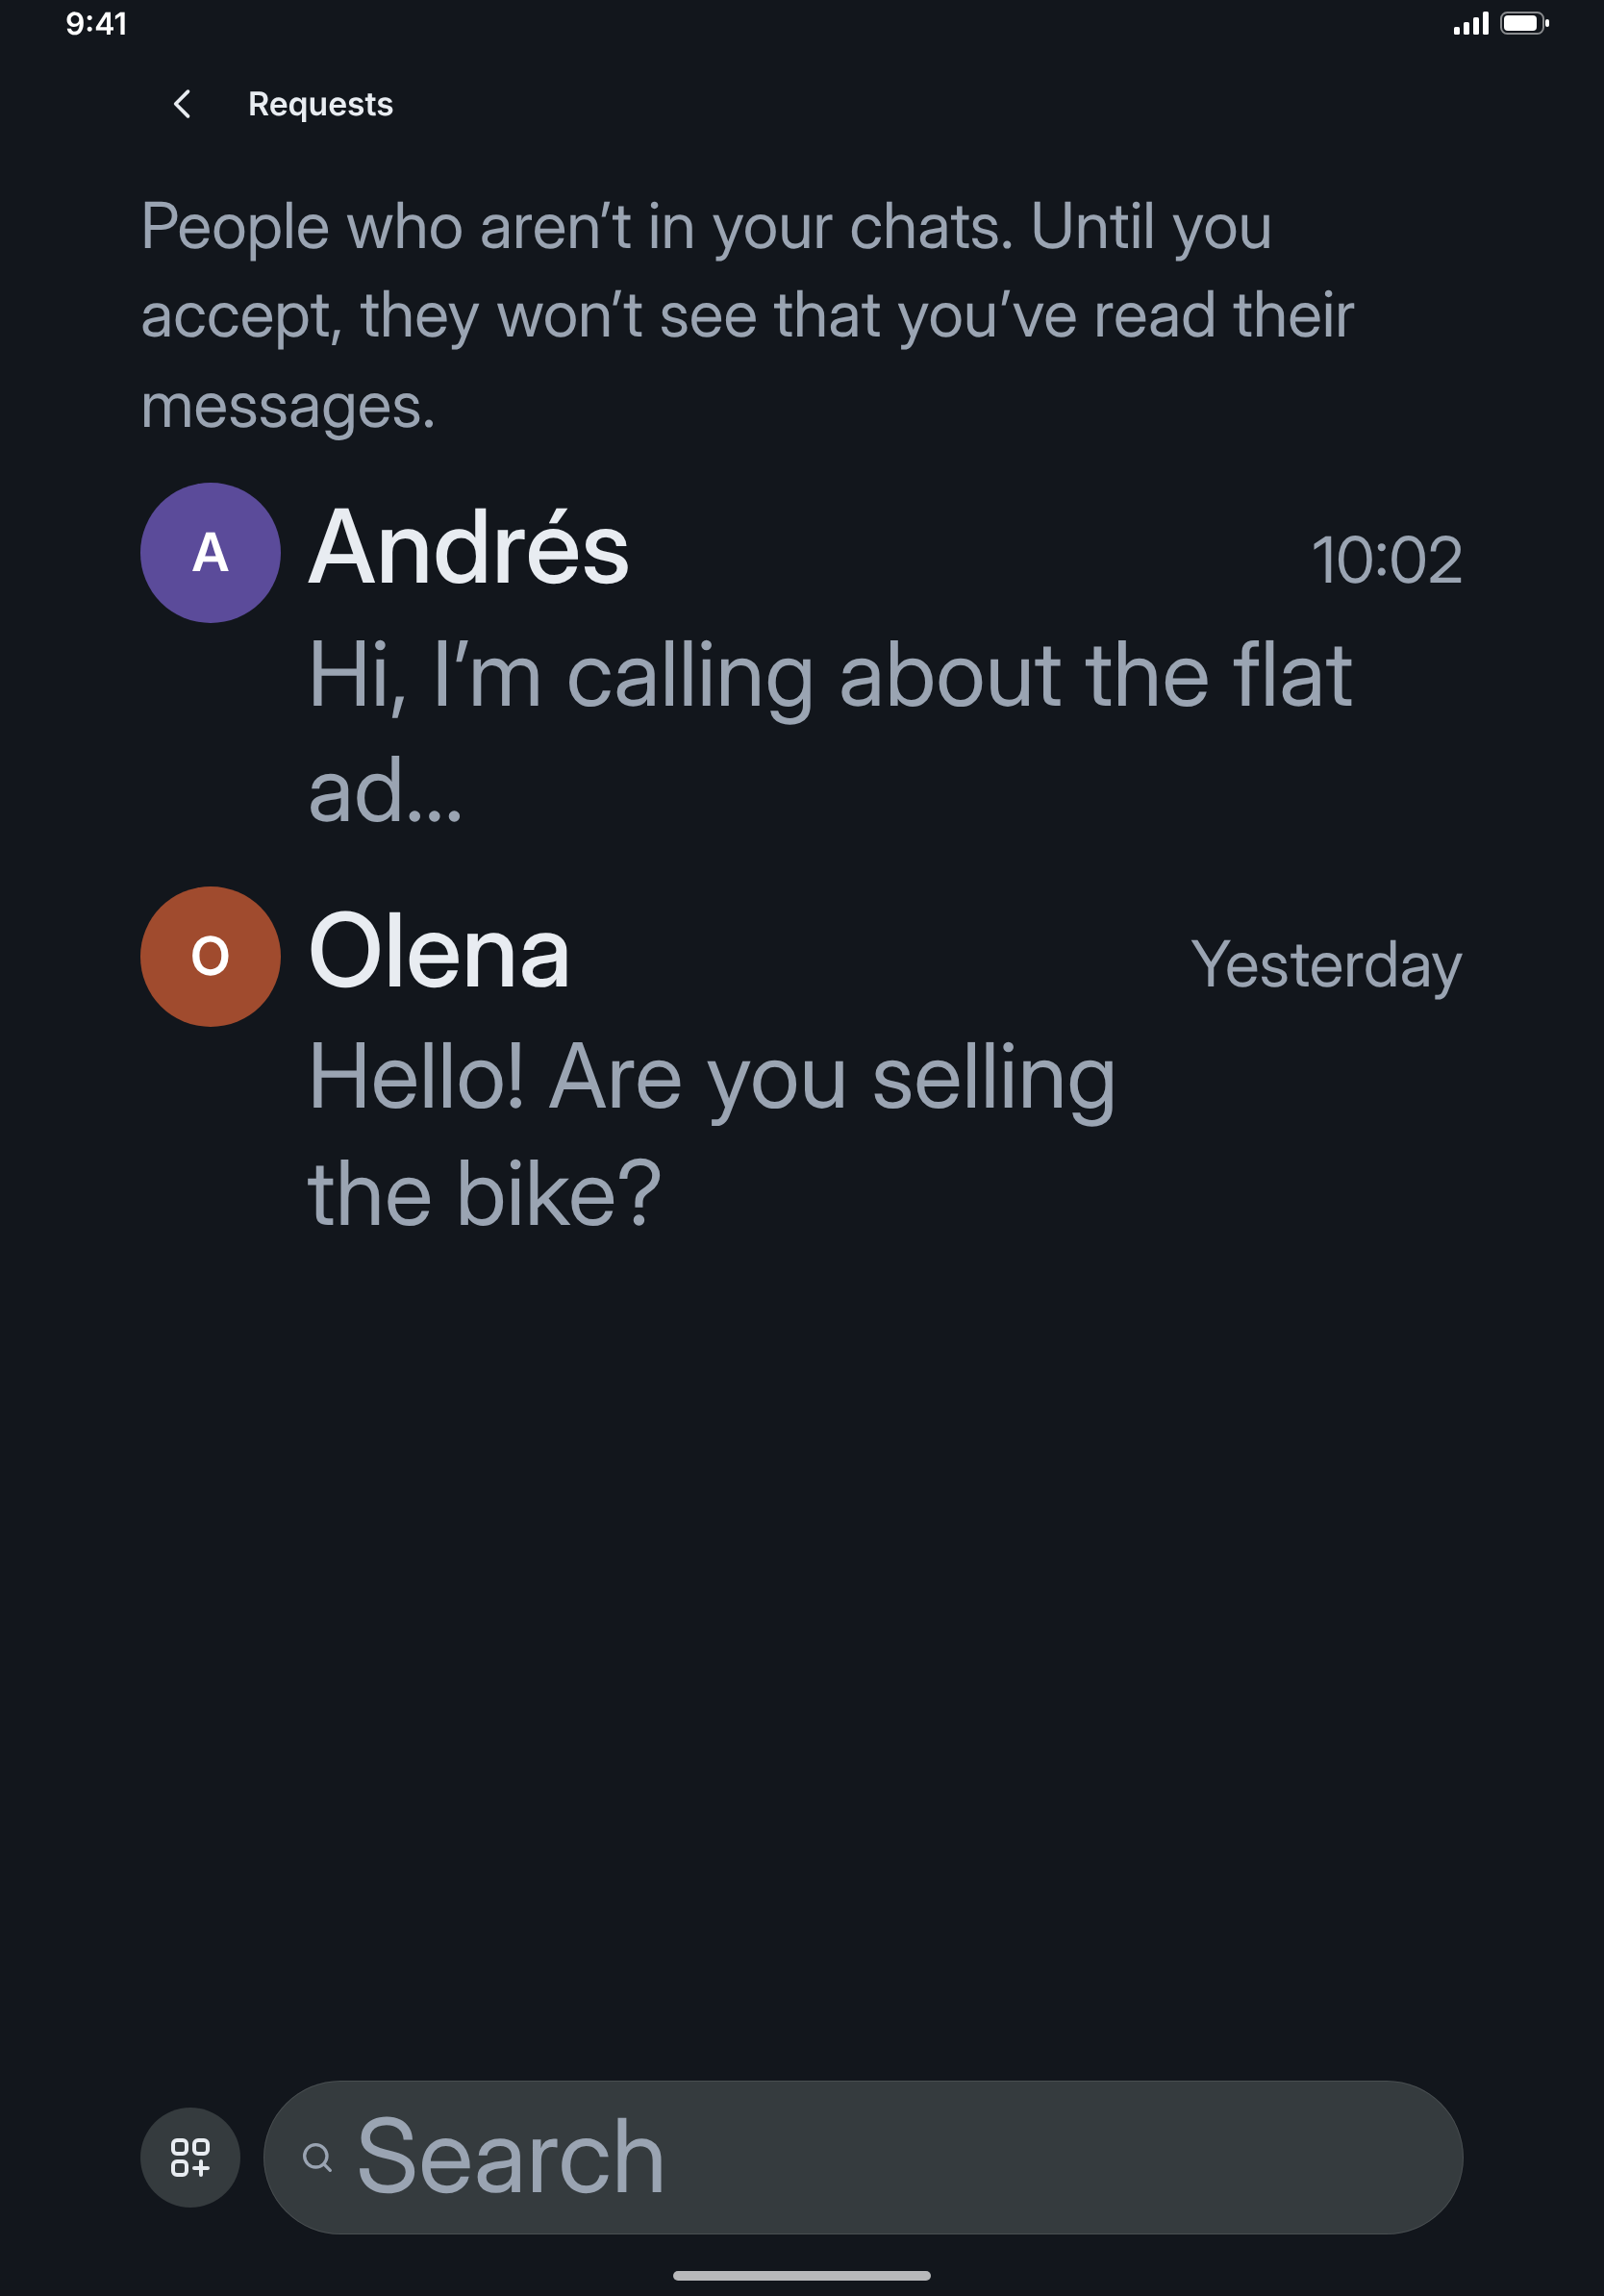 9:41
Requests
People who aren’t in your chats. Until you
accept, they won’t see that you’ve read their
messages.
A
Andrés
10:02
Hi, I’m calling about the flat
ad…
O
Olena
Yesterday
Hello! Are you selling
the bike?
Search